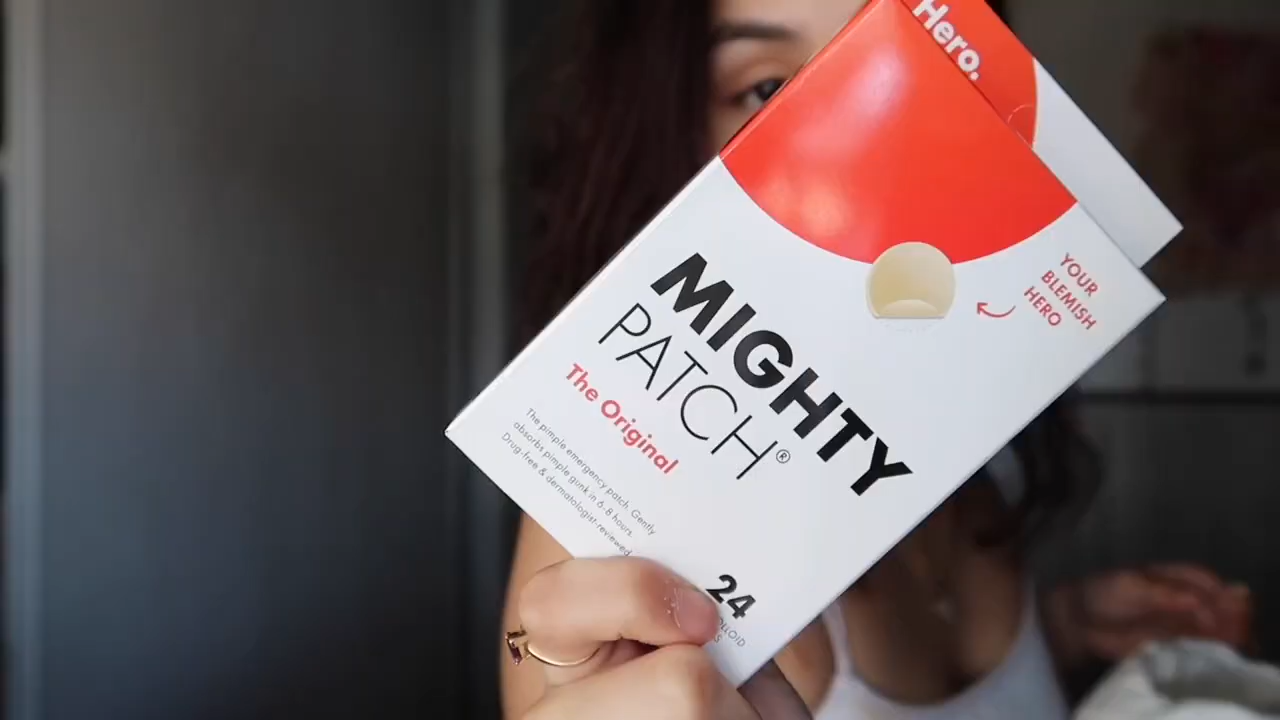 Hero.
YOUR
BLEMISH
HERO
MIGHTY
PATCH®
The Original
The pimple emergency patch. Gently
absorbs pimple gunk in 6-8 hours.
Drug-free & dermatologist-reviewed
24